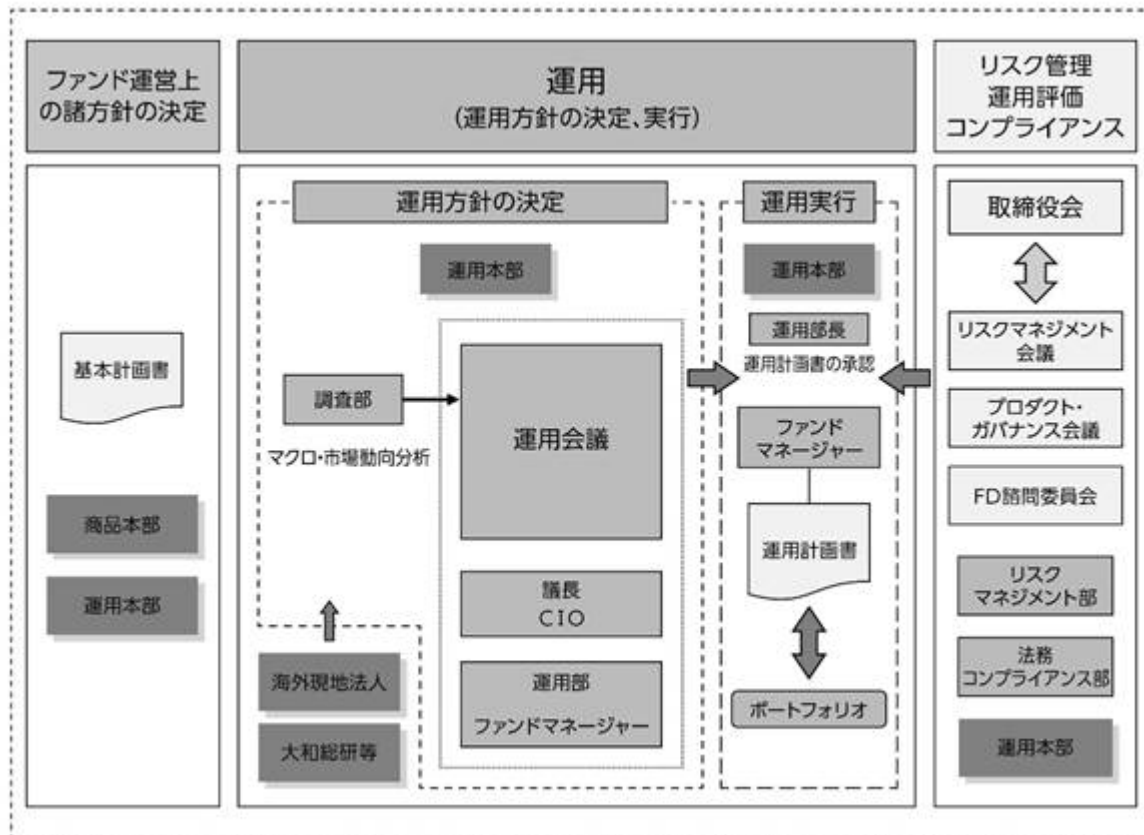 ファンド運営上
の諸方針の決定
運用
(運用方針の決定、実行)
リスク管理
運用評価
コンプライアンス
基本計画書
商品本部
運用本部
運用方針の決定
運用本部
調査部
マクロ・市場動向分析
運用会議
議長
CIO
運用部
ファンドマネージャー
海外現地法人
大和総研等
運用実行
運用本部
運用部長
運用計画書の承認
ファンド
マネージャー
運用計画書
ポートフォリオ
取締役会
リスクマネジメント
会議
プロダクト・
ガバナンス会議
FD諮問委員会
リスク
マネジメント部
法務
コンプライアンス部
運用本部